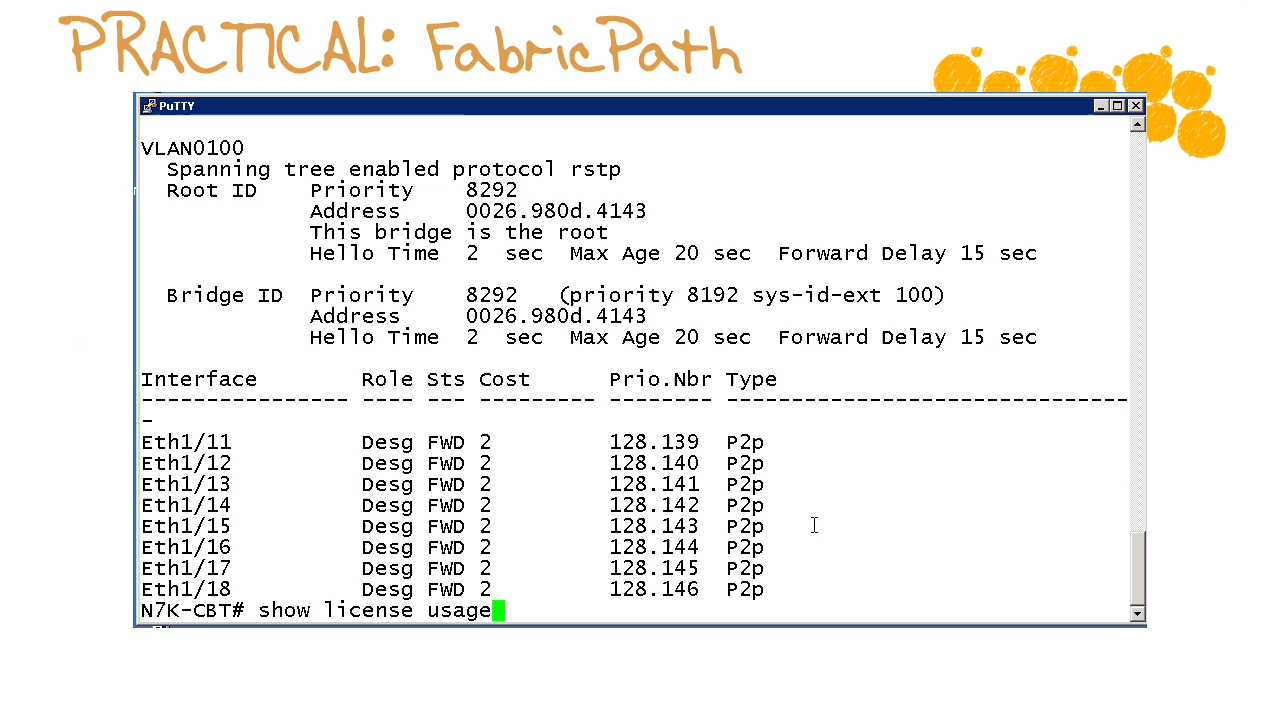 PRACTICAL: FabricPath
PuTTY
VLAN0100
Spanning tree enabled protocol rstp
Root ID Priority 8292
Address 0026.980d.4143
This bridge is the root
Hello Time 2 sec Max Age 20 sec Forward Delay 15 sec
Bridge ID Priority 8292 (priority 8192 sys-id-ext 100)
Address 0026.980d.4143
Hello Time 2 sec Max Age 20 sec Forward Delay 15 sec
Interface Role Sts Cost Prio.Nbr Type
---------------- ---- --- --------- -------- -------------------------------
-
Eth1/11 Desg FWD 2 128.139 P2p
Eth1/12 Desg FWD 2 128.140 P2p
Eth1/13 Desg FWD 2 128.141 P2p
Eth1/14 Desg FWD 2 128.142 P2p
Eth1/15 Desg FWD 2 128.143 P2p
Eth1/16 Desg FWD 2 128.144 P2p
Eth1/17 Desg FWD 2 128.145 P2p
Eth1/18 Desg FWD 2 128.146 P2p
N7K-CBT# show license usage